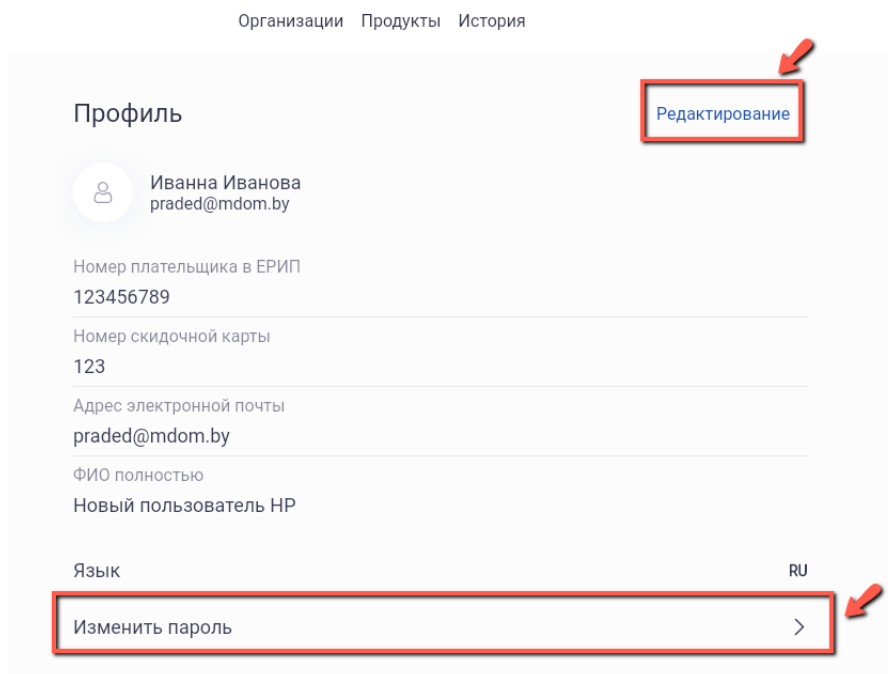 Организации Продукты История
Профиль
Редактирование
Иванна Иванова
praded@mdom.by
Номер плательщика в ЕРИП
123456789
Номер скидочной карты
123
Адрес электронной почты
praded@mdom.by
ФИО полностью
Новый пользователь НР
Язык
RU
Изменить пароль